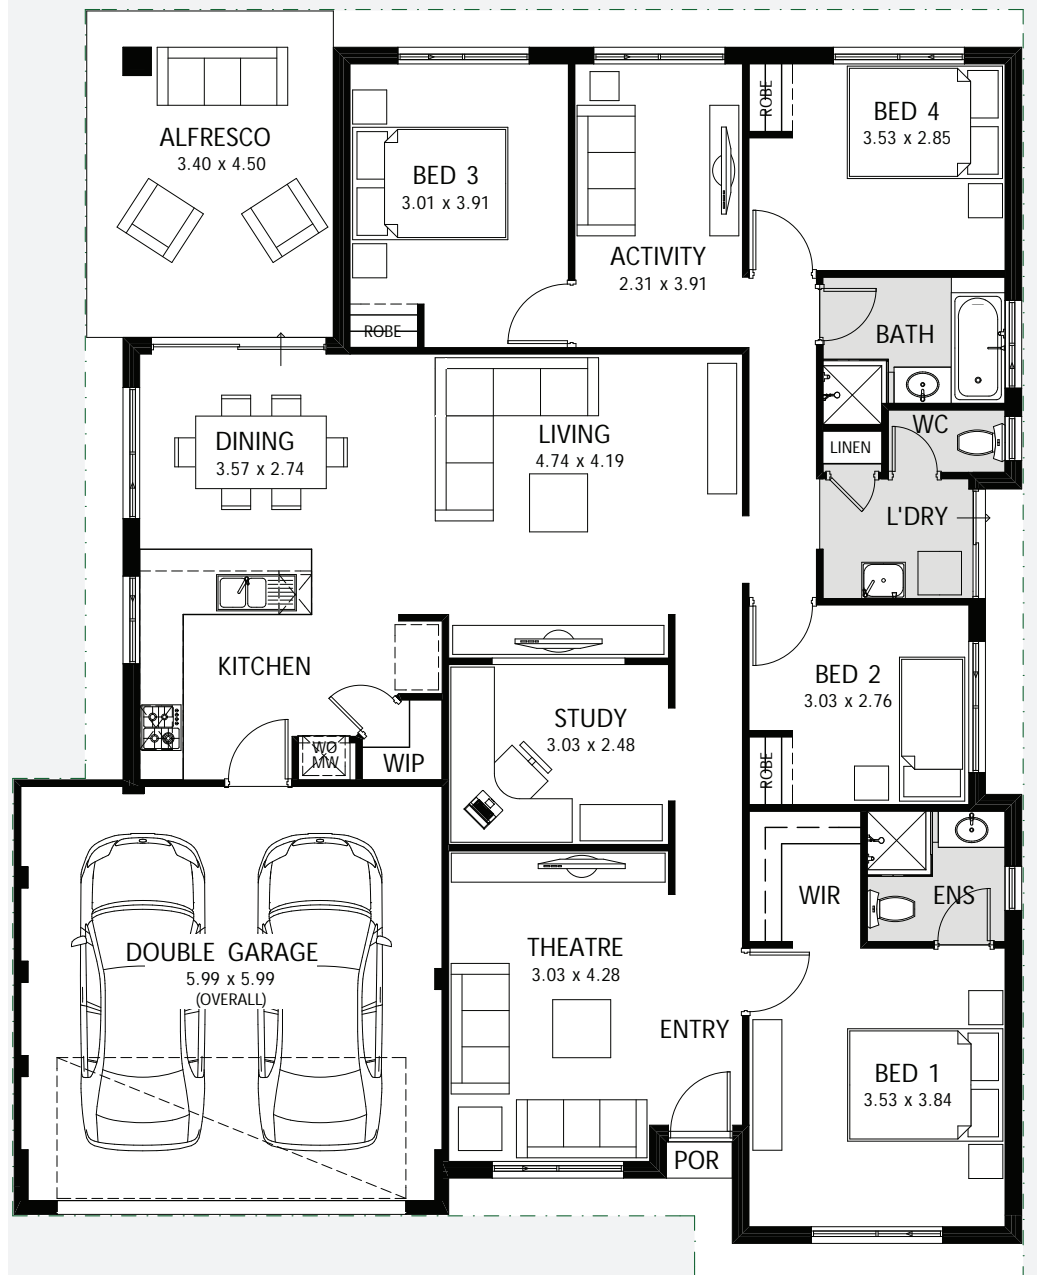 ALFRESCO
3.40 x 4.50
BED 3
3.01 x 3.91
ROBE
ACTIVITY
2.31 x 3.91
ROBE
BED 4
3.53 x 2.85
BATH
WC
LINEN
L'DRY
DINING
3.57 x 2.74
LIVING
4.74 x 4.19
KITCHEN
WO
MW
WIP
STUDY
3.03 x 2.48
BED 2
3.03 x 2.76
ROBE
WIR
ENS
DOUBLE GARAGE
5.99 x 5.99
(OVERALL)
THEATRE
3.03 x 4.28
ENTRY
POR
BED 1
3.53 x 3.84